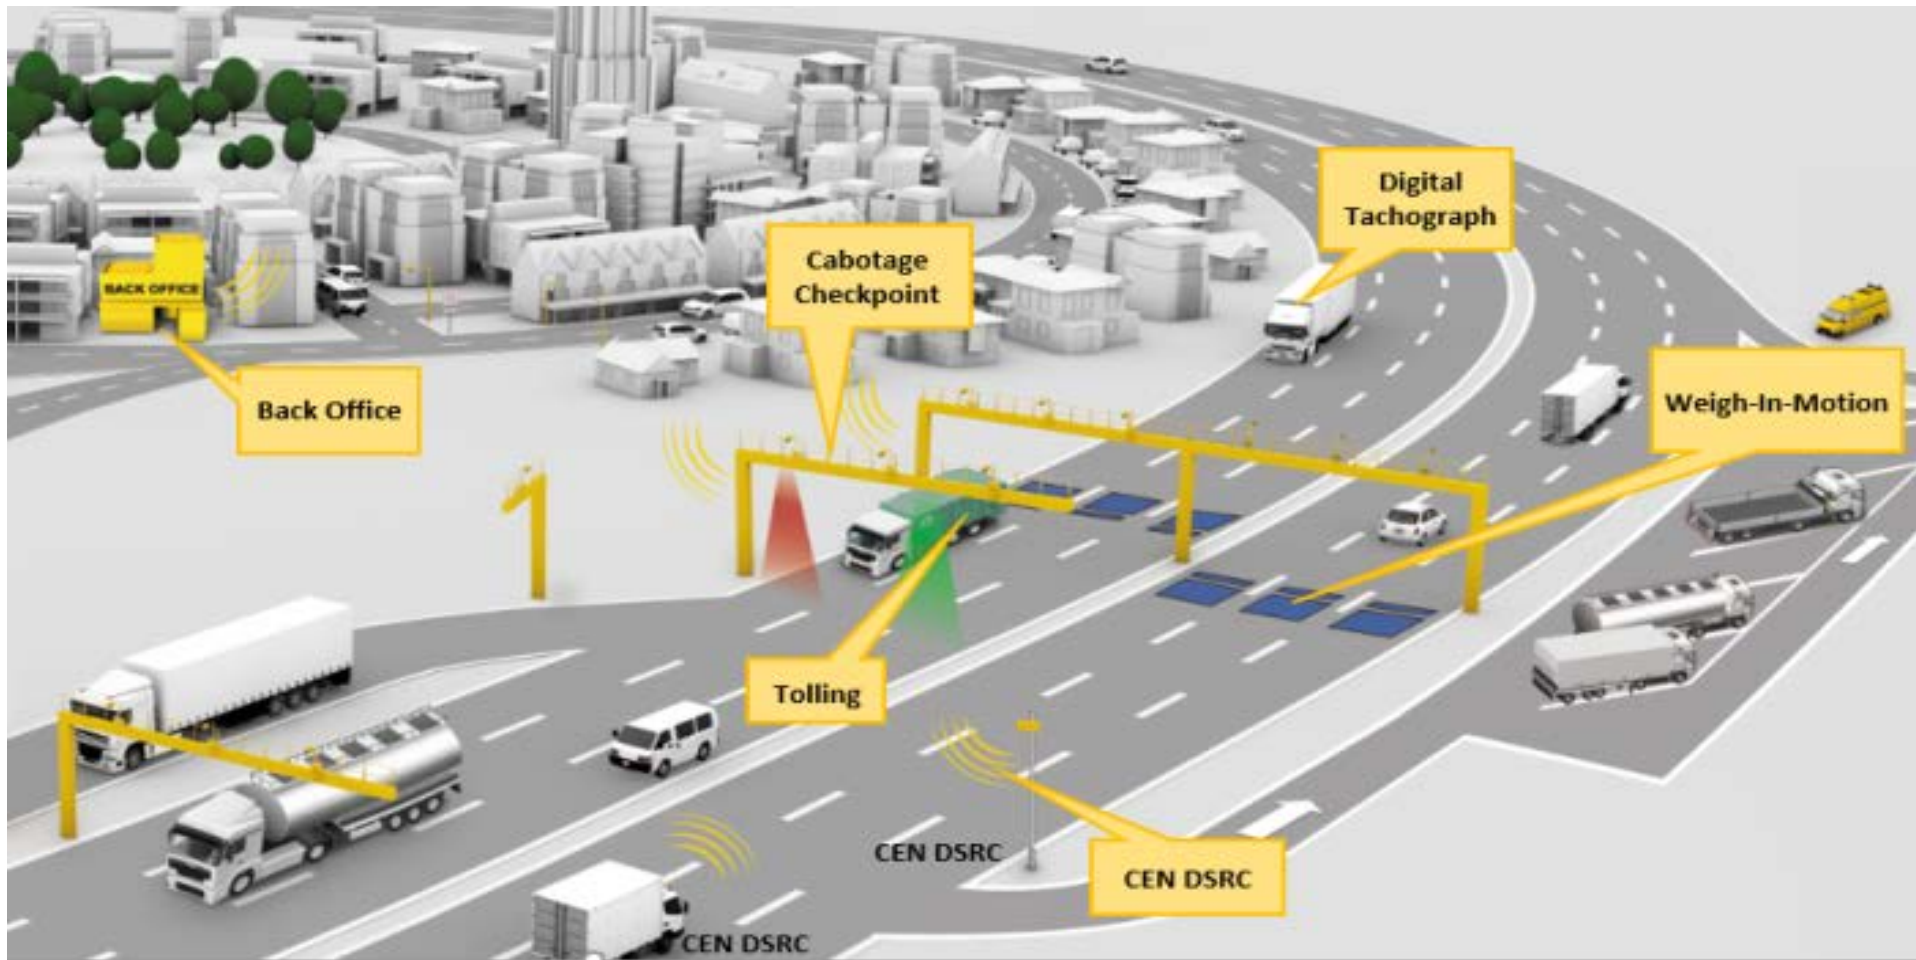 Digital
Tachograph
Cabotage
Checkpoint
BACK OFFICE
Back Office
Weigh-In-Motion
Tolling
CEN DSRC
CEN DSRC
CEN DSRC